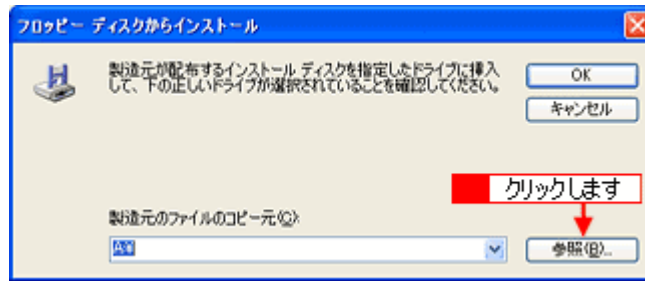 フロッピー ディスクからインストール
製造元が配布するインストール ディスクを指定したドライブに挿入
して、下の正しいドライブが選択されていることを確認してください。
OK
キャンセル
クリックします
製造元のファイルのコピー元(C):
A:¥
参照(B)...